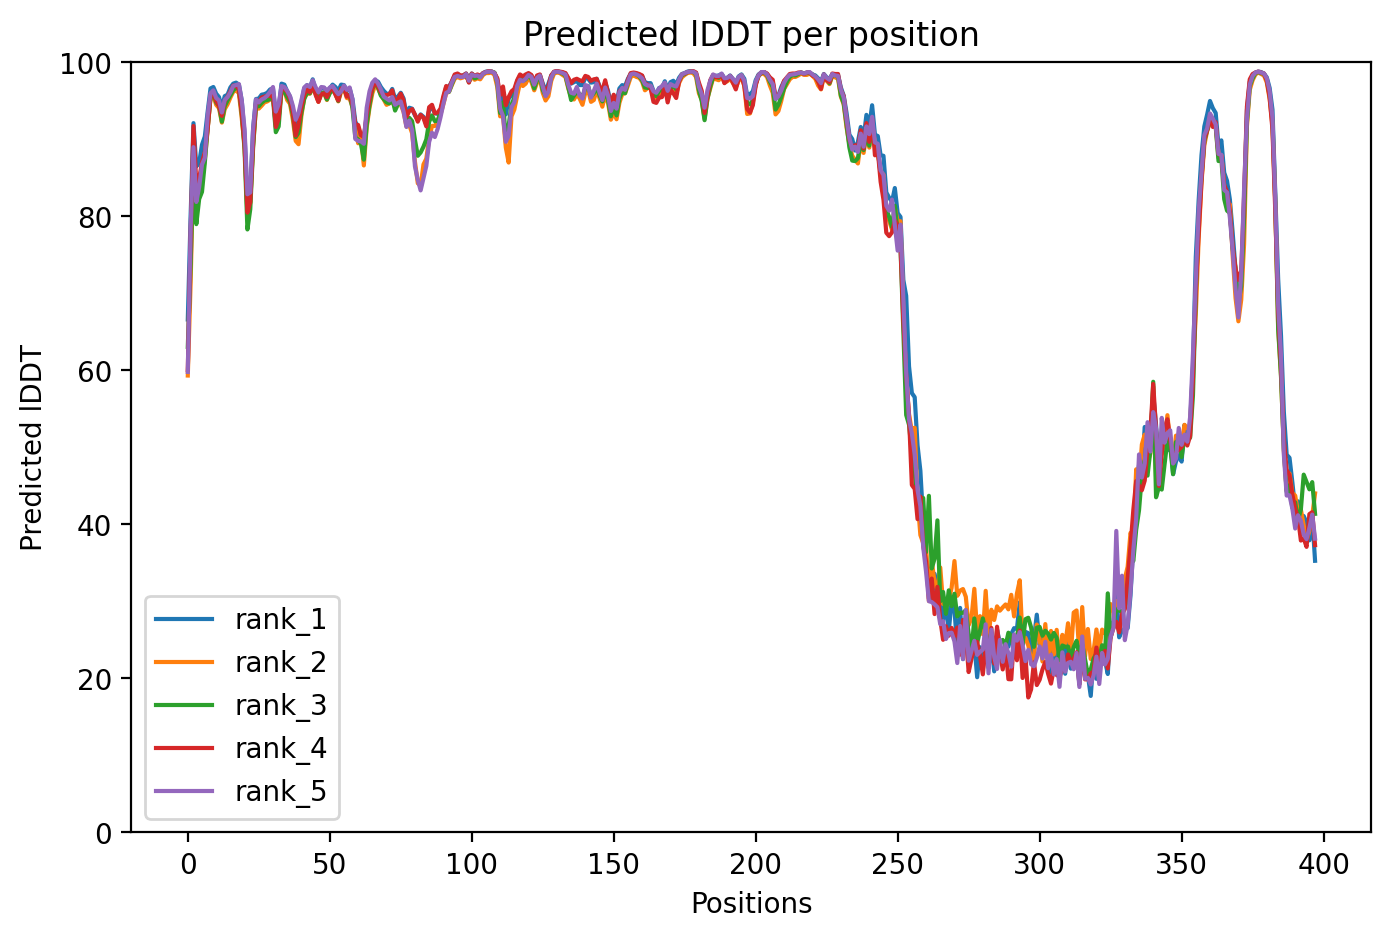 Predicted lDDT per position
Predicted lDDT
100
80
60
40
20
0
rank_1
rank_2
rank_3
rank_4
rank_5
0 50 100 150 200 250 300 350 400
Positions